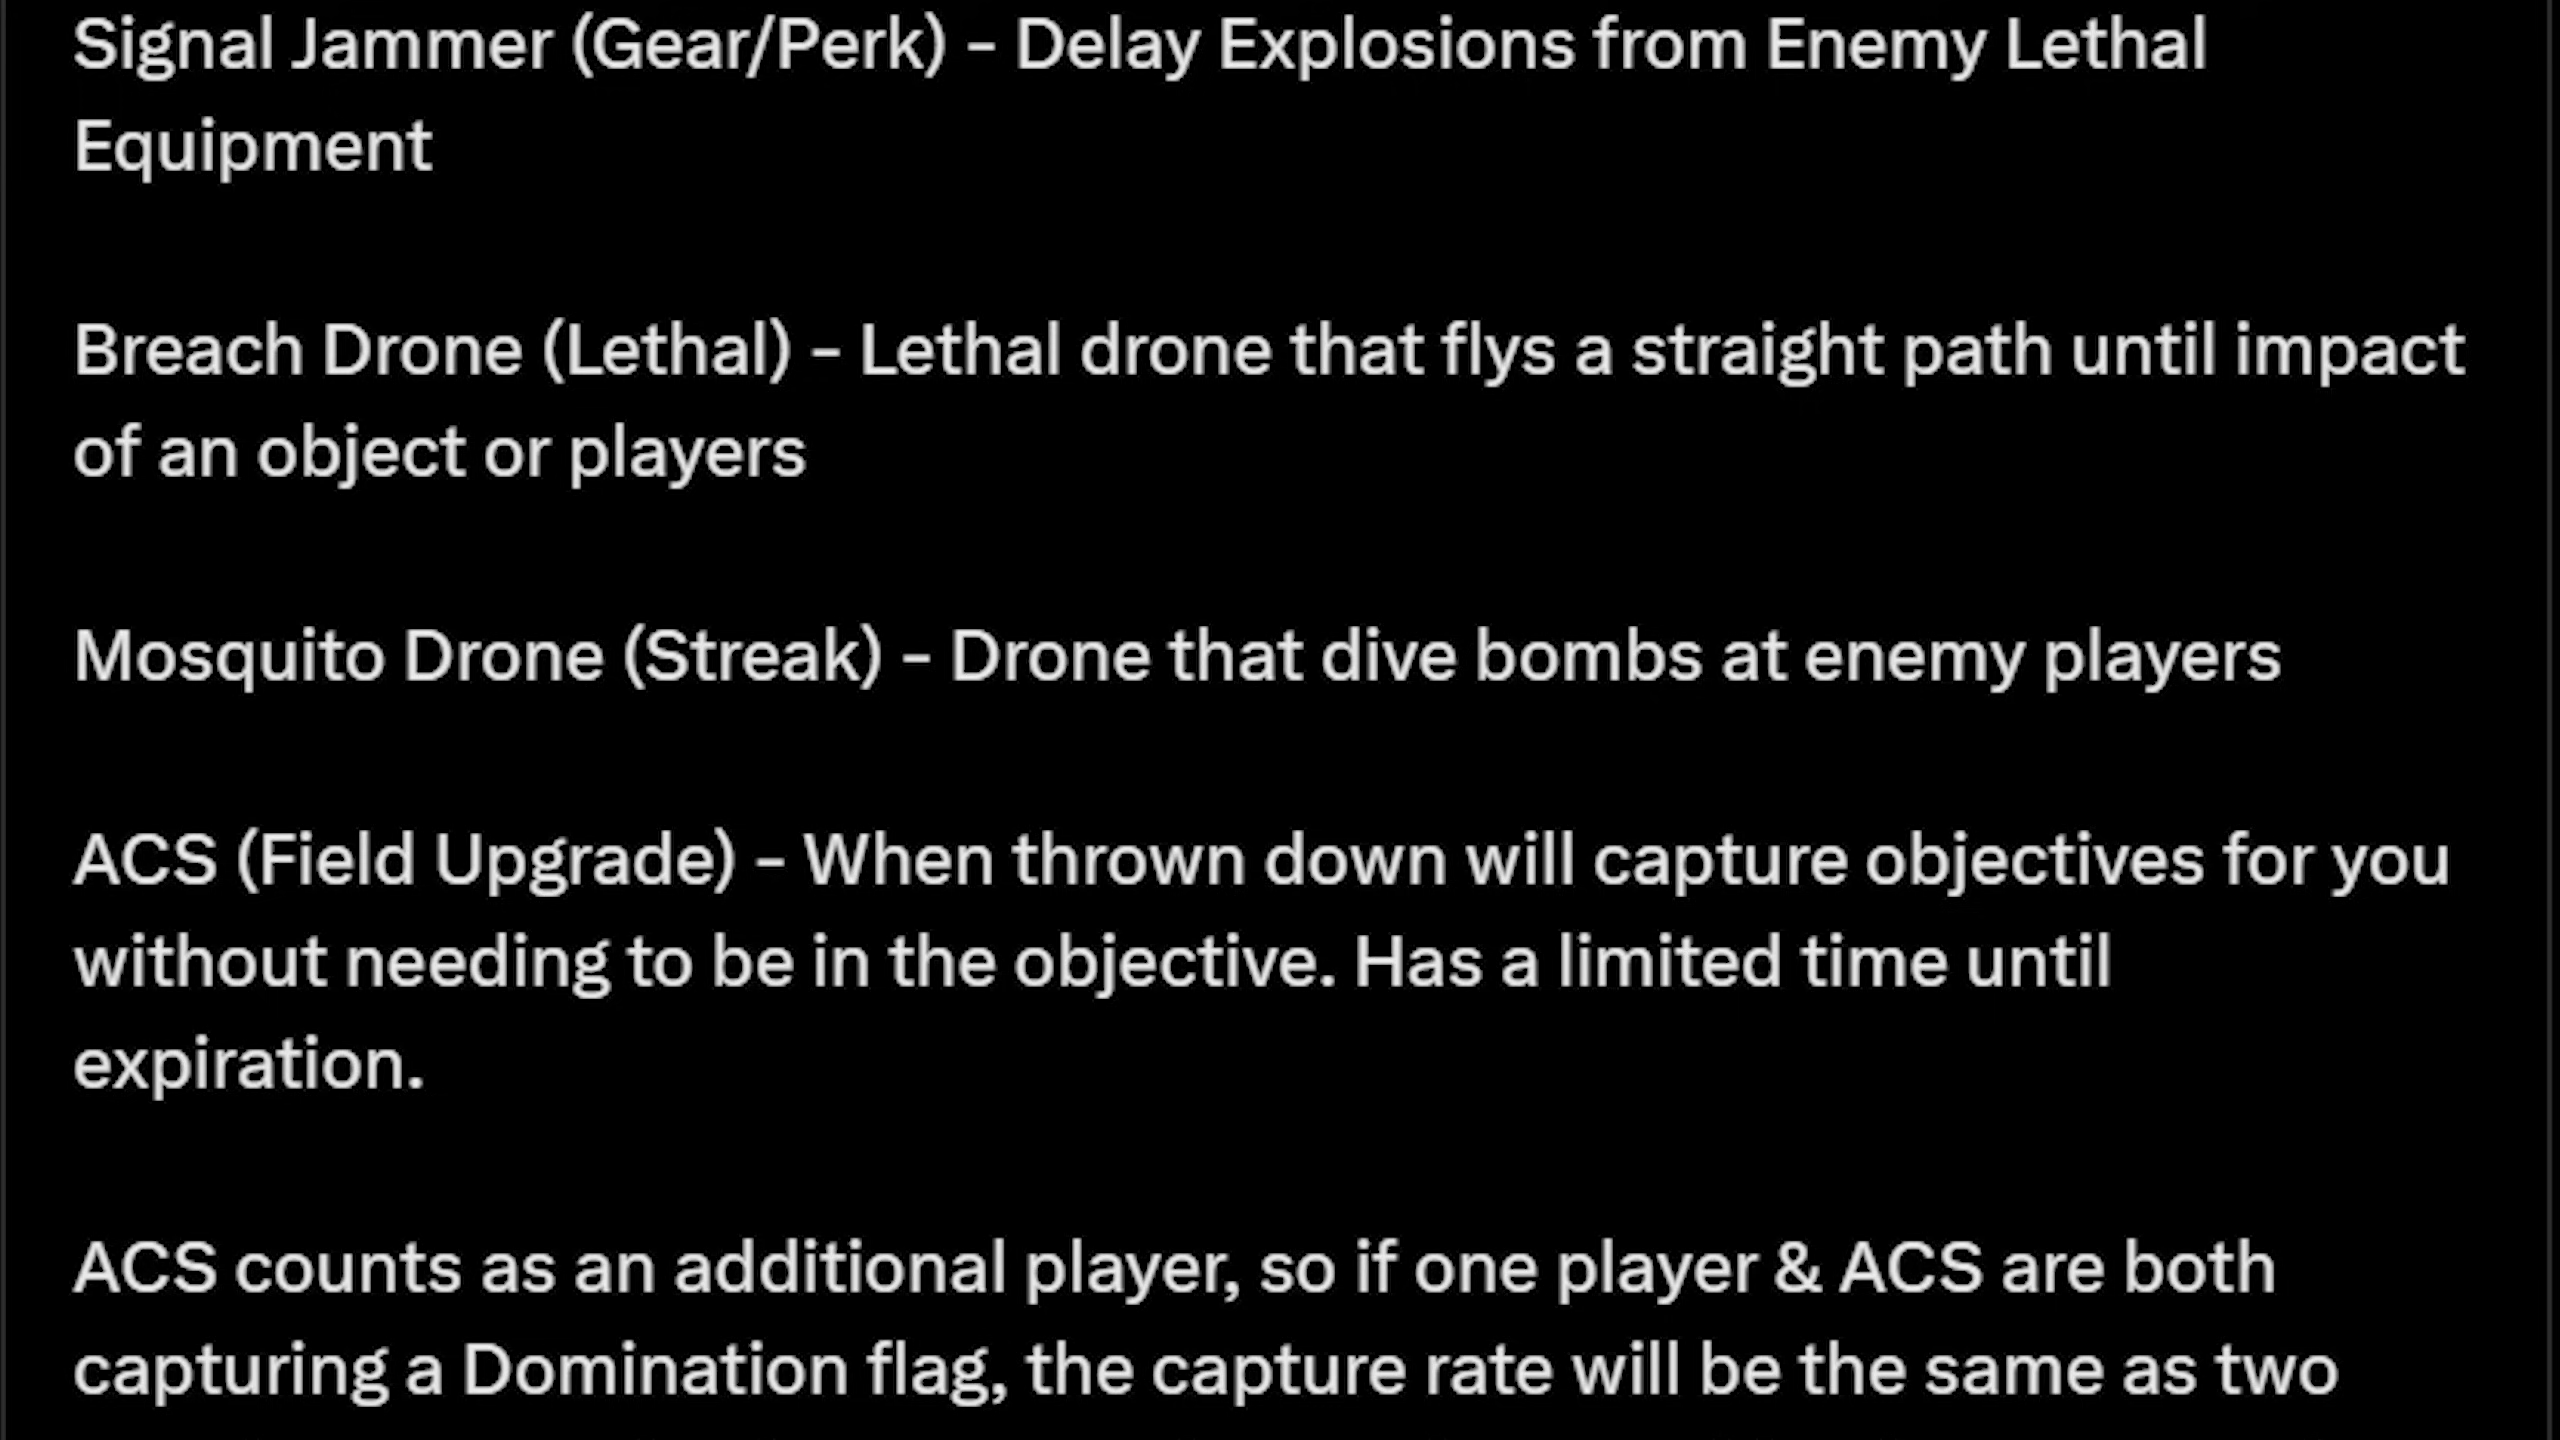 Signal Jammer (Gear/Perk) – Delay Explosions from Enemy Lethal
Equipment
Breach Drone (Lethal) – Lethal drone that flys a straight path until impact
of an object or players
Mosquito Drone (Streak) – Drone that dive bombs at enemy players
ACS (Field Upgrade) – When thrown down will capture objectives for you
without needing to be in the objective. Has a limited time until
expiration.
ACS counts as an additional player, so if one player & ACS are both
capturing a Domination flag, the capture rate will be the same as two